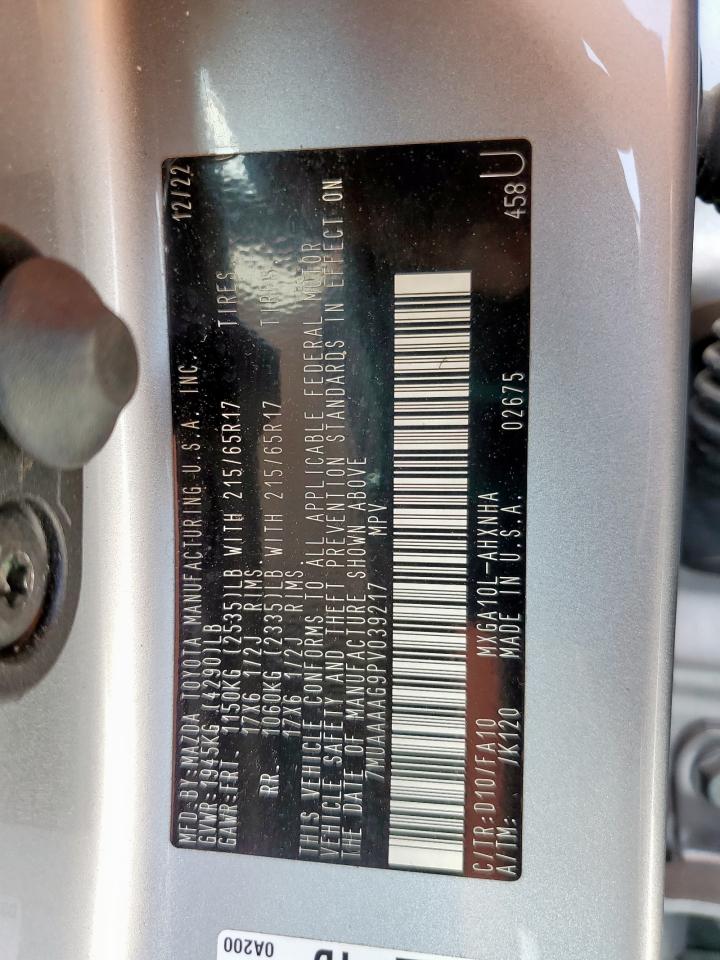 MFD BY:MAZDA TOYOTA MANUFACTURING U.S.A. INC. 12/22
GVWR:1945KG (4290)LB
GAWR:FRT. 1150KG (2535)LB WITH 215/65R17 TIRES
17X6 1/2J RIMS.
RR. 1060KG (2335)LB WITH 215/65R17 TIRES
17X6 1/2J RIMS.
THIS VEHICLE CONFORMS TO ALL APPLICABLE FEDERAL MOTOR
VEHICLE SAFETY AND THEFT PREVENTION STANDARDS IN EFFECT ON
THE DATE OF MANUFACTURE SHOWN ABOVE
7MUAAAXG9PV039217 MPV
C/TR:D10/FA10 MXGA10L-AHXNHA 02675 458 U
A/TM: /K120 MADE IN U.S.A.
0A200